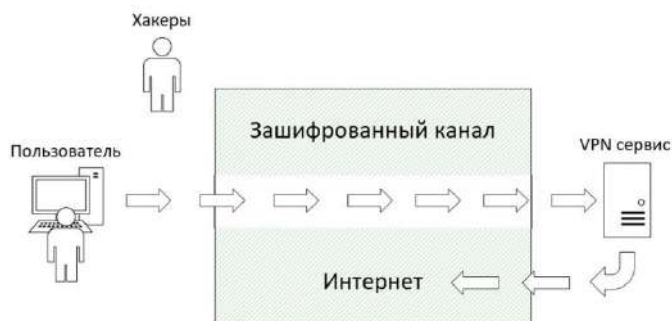 Хакеры
Зашифрованный канал
Пользователь
VPN сервис
Интернет